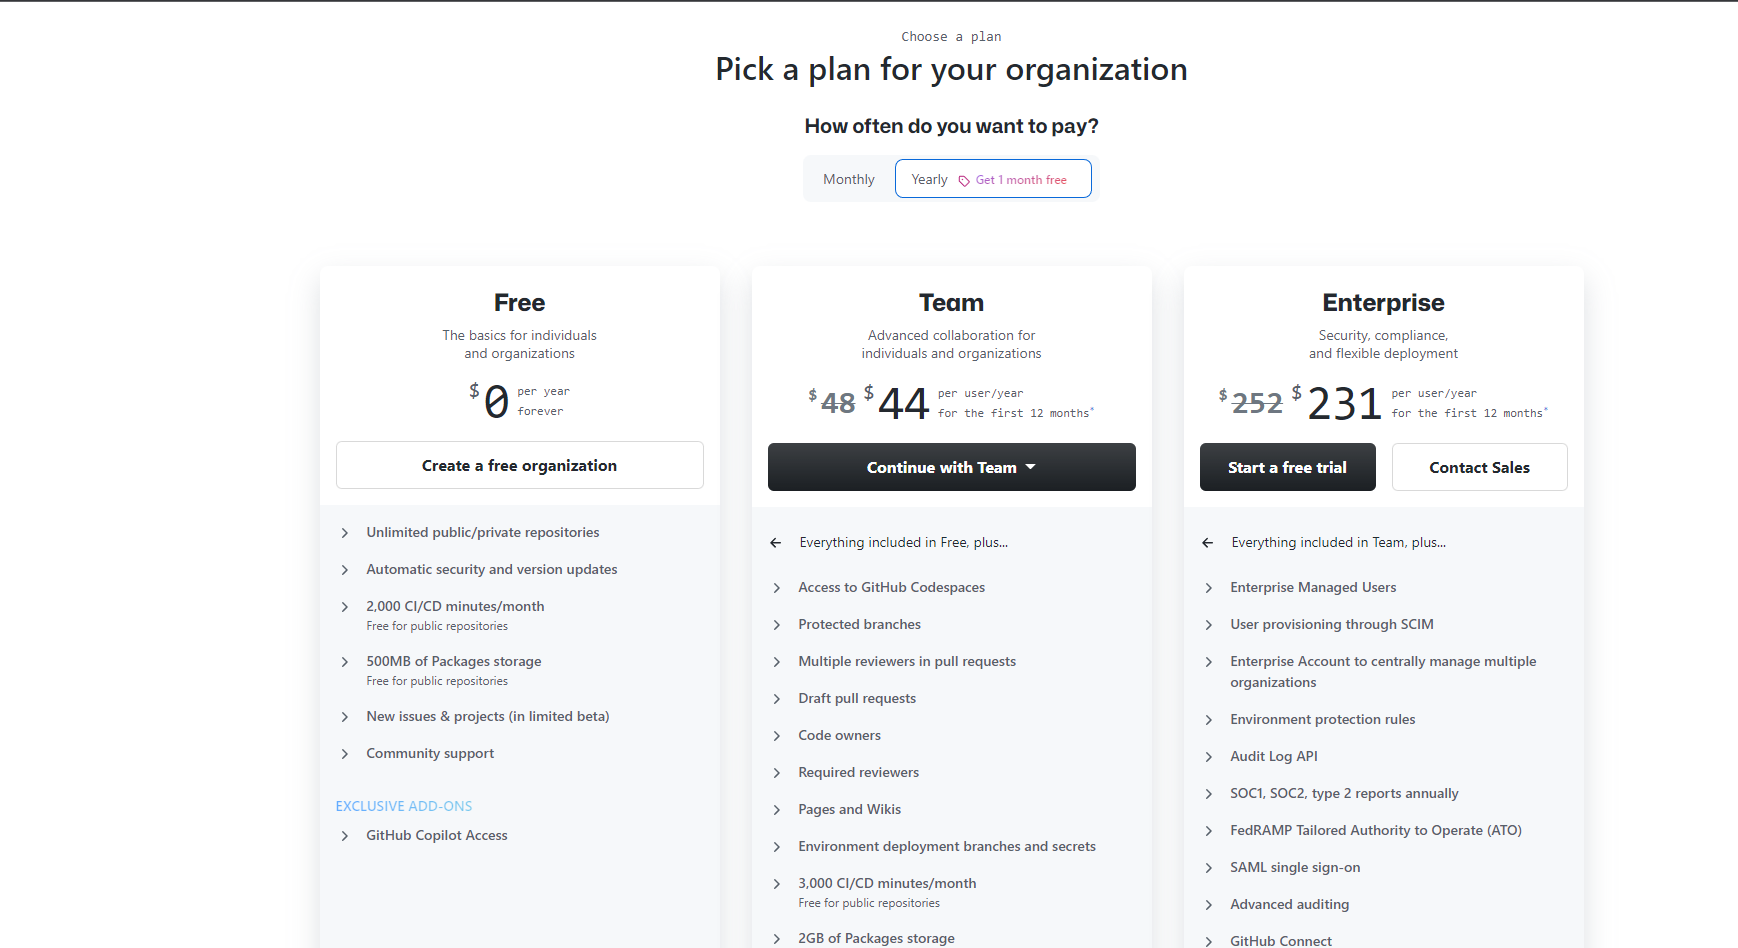 Choose a plan
Pick a plan for your organization
How often do you want to pay?
Monthly
Yearly Get 1 month free
Free
The basics for individuals
and organizations
$0 per year
forever
Create a free organization
Unlimited public/private repositories
Automatic security and version updates
2,000 CI/CD minutes/month
Free for public repositories
500MB of Packages storage
Free for public repositories
New issues & projects (in limited beta)
Community support
EXCLUSIVE ADD-ONS
GitHub Copilot Access
Team
Advanced collaboration for
individuals and organizations
$48 $44 per user/year
for the first 12 months*
Continue with Team
Everything included in Free, plus...
Access to GitHub Codespaces
Protected branches
Multiple reviewers in pull requests
Draft pull requests
Code owners
Required reviewers
Pages and Wikis
Environment deployment branches and secrets
3,000 CI/CD minutes/month
Free for public repositories
2GB of Packages storage
Enterprise
Security, compliance,
and flexible deployment
$252 $231 per user/year
for the first 12 months*
Start a free trial
Contact Sales
Everything included in Team, plus...
Enterprise Managed Users
User provisioning through SCIM
Enterprise Account to centrally manage multiple
organizations
Environment protection rules
Audit Log API
SOC1, SOC2, type 2 reports annually
FedRAMP Tailored Authority to Operate (ATO)
SAML single sign-on
Advanced auditing
GitHub Connect